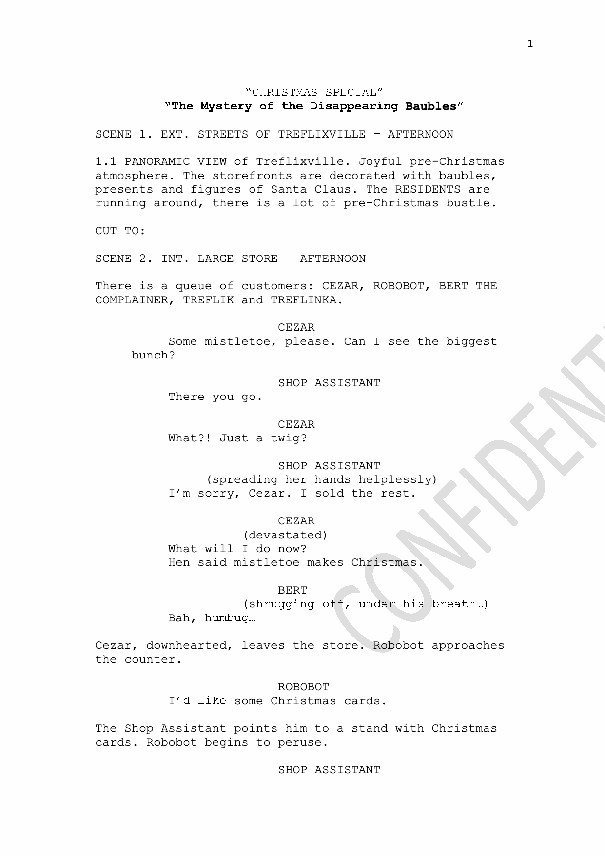 1
"CHRISTMAS SPECIAL"
"The Mystery of the Disappearing Baubles"
SCENE 1. EXT. STREETS OF TREFLIXVILLE – AFTERNOON
1.1 PANORAMIC VIEW of Treflixville. Joyful pre-Christmas
atmosphere. The storefronts are decorated with baubles,
presents and figures of Santa Claus. The RESIDENTS are
running around, there is a lot of pre-Christmas bustle.
CUT TO:
SCENE 2. INT. LARGE STORE   AFTERNOON
There is a queue of customers: CEZAR, ROBOBOT, BERT THE
COMPLAINER, TREFLIK and TREFLINKA.
CEZAR
Some mistletoe, please. Can I see the biggest
bunch?
SHOP ASSISTANT
There you go.
CEZAR
What?! Just a twig?
SHOP ASSISTANT
(spreading her hands helplessly)
I'm sorry, Cezar. I sold the rest.
CEZAR
(devastated)
What will I do now?
Hen said mistletoe makes Christmas.
BERT
(shrugging off, under his breath…)
Bah, humbug…
Cezar, downhearted, leaves the store. Robobot approaches
the counter.
ROBOBOT
I'd like some Christmas cards.
The Shop Assistant points him to a stand with Christmas
cards. Robobot begins to peruse.
SHOP ASSISTANT
CONFIDENT